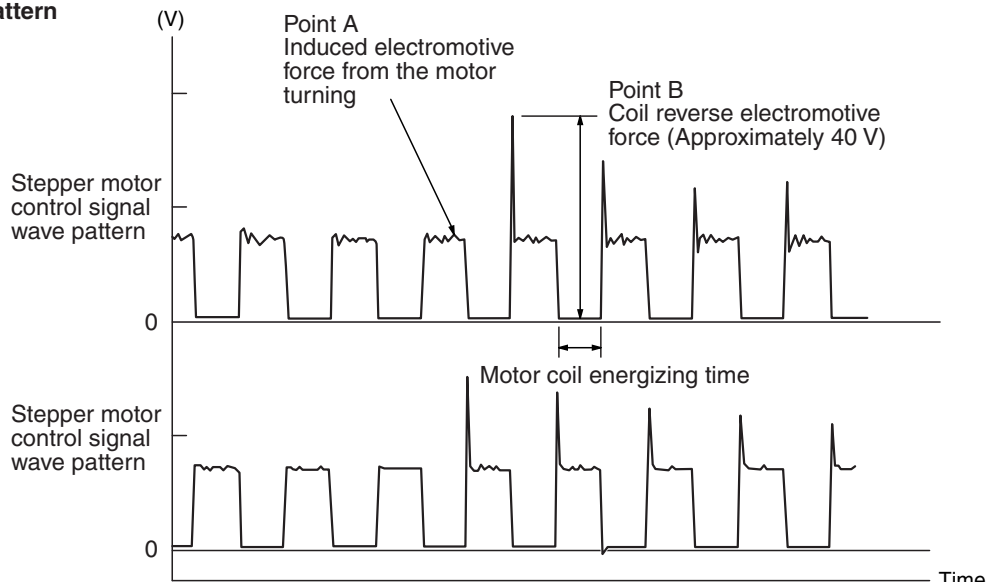 (V)
Point A
Induced electromotive
force from the motor
turning
Point B
Coil reverse electromotive
force (Approximately 40 V)
Stepper motor
control signal
wave pattern
0
Motor coil energizing time
Stepper motor
control signal
wave pattern
0
Time